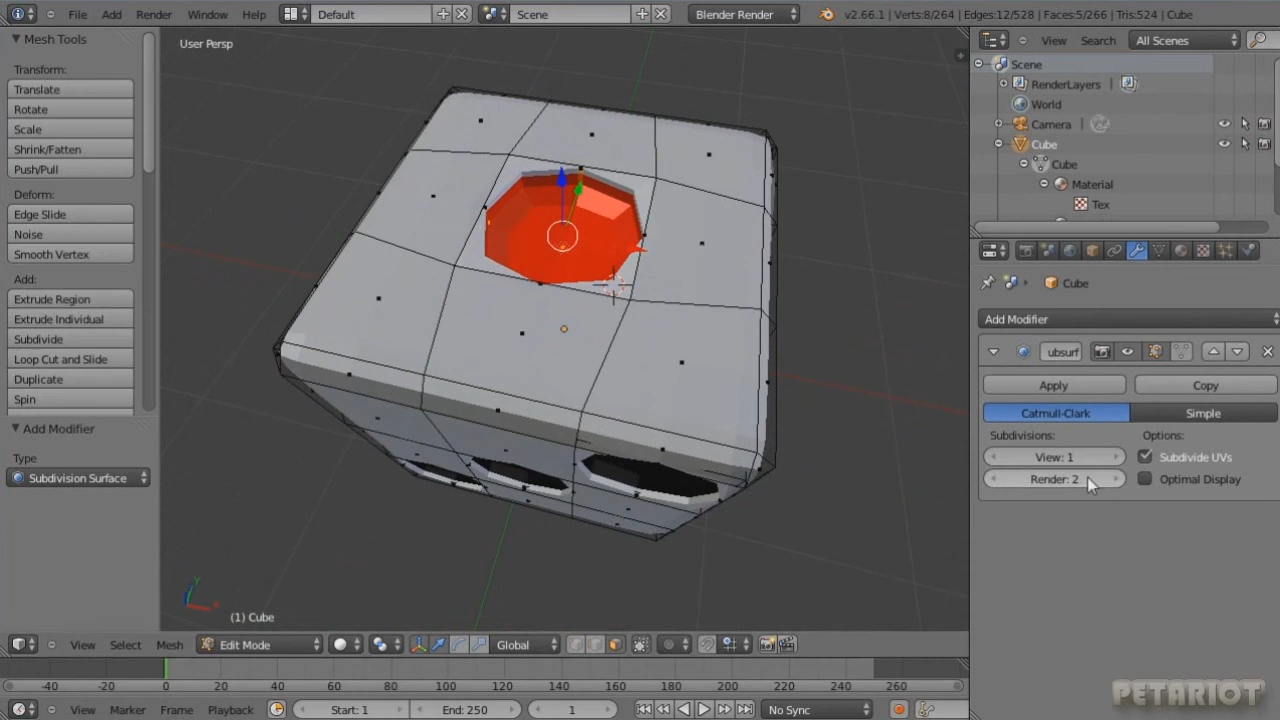 File Add Render Window Help Default Scene Blender Render v2.66.1 | Verts:8/264 | Edges:12/528 | Faces:5/266 | Tris:524 | Cube
Mesh Tools
Transform:
Translate
Rotate
Scale
Shrink/Fatten
Push/Pull
Deform:
Edge Slide
Noise
Smooth Vertex
Add:
Extrude Region
Extrude Individual
Subdivide
Loop Cut and Slide
Duplicate
Spin
Add Modifier
Type
Subdivision Surface
User Persp
(1) Cube
View Select Mesh Edit Mode Global
-40 -20 0 20 40 60 80 100 120 140 160 180 200 220 240 260
View Marker Frame Playback Start: 1 End: 250 1 No Sync
View Search All Scenes
Scene
RenderLayers |
World
Camera |
Cube
Cube
Material
Tex
Cube
Add Modifier
ubsurf
Apply Copy
Catmull-Clark Simple
Subdivisions: Options:
View: 1 Subdivide UVs
Render: 2 Optimal Display
PETARIOT